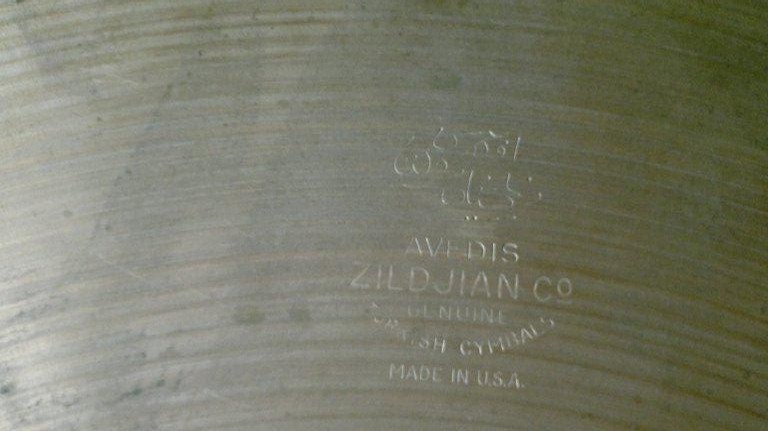 AVEDIS
ZILDJIAN Co
GENUINE
TURKISH CYMBALS
MADE IN U.S.A.